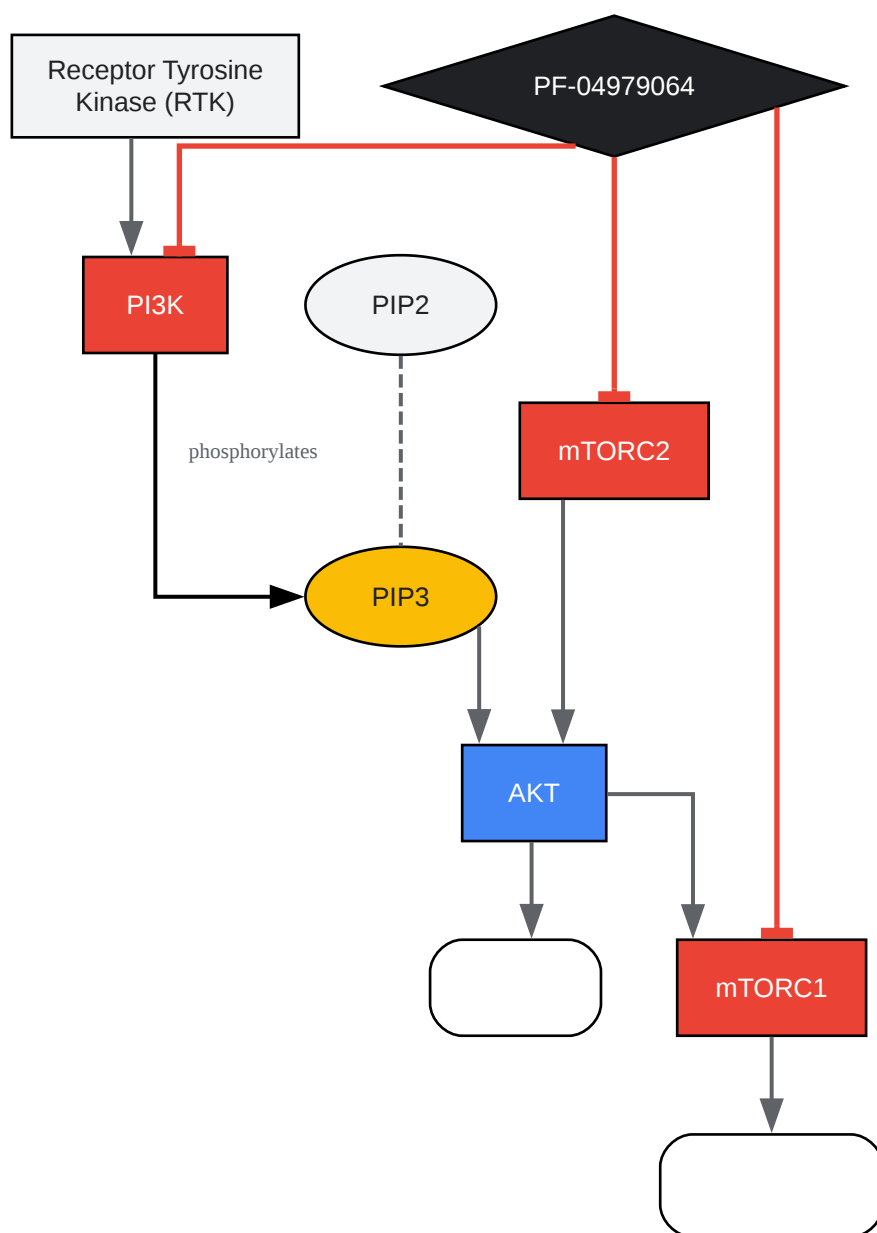 Receptor Tyrosine
Kinase (RTK)
PF-04979064
PI3K
PIP2
phosphorylates
mTORC2
PIP3
AKT
mTORC1